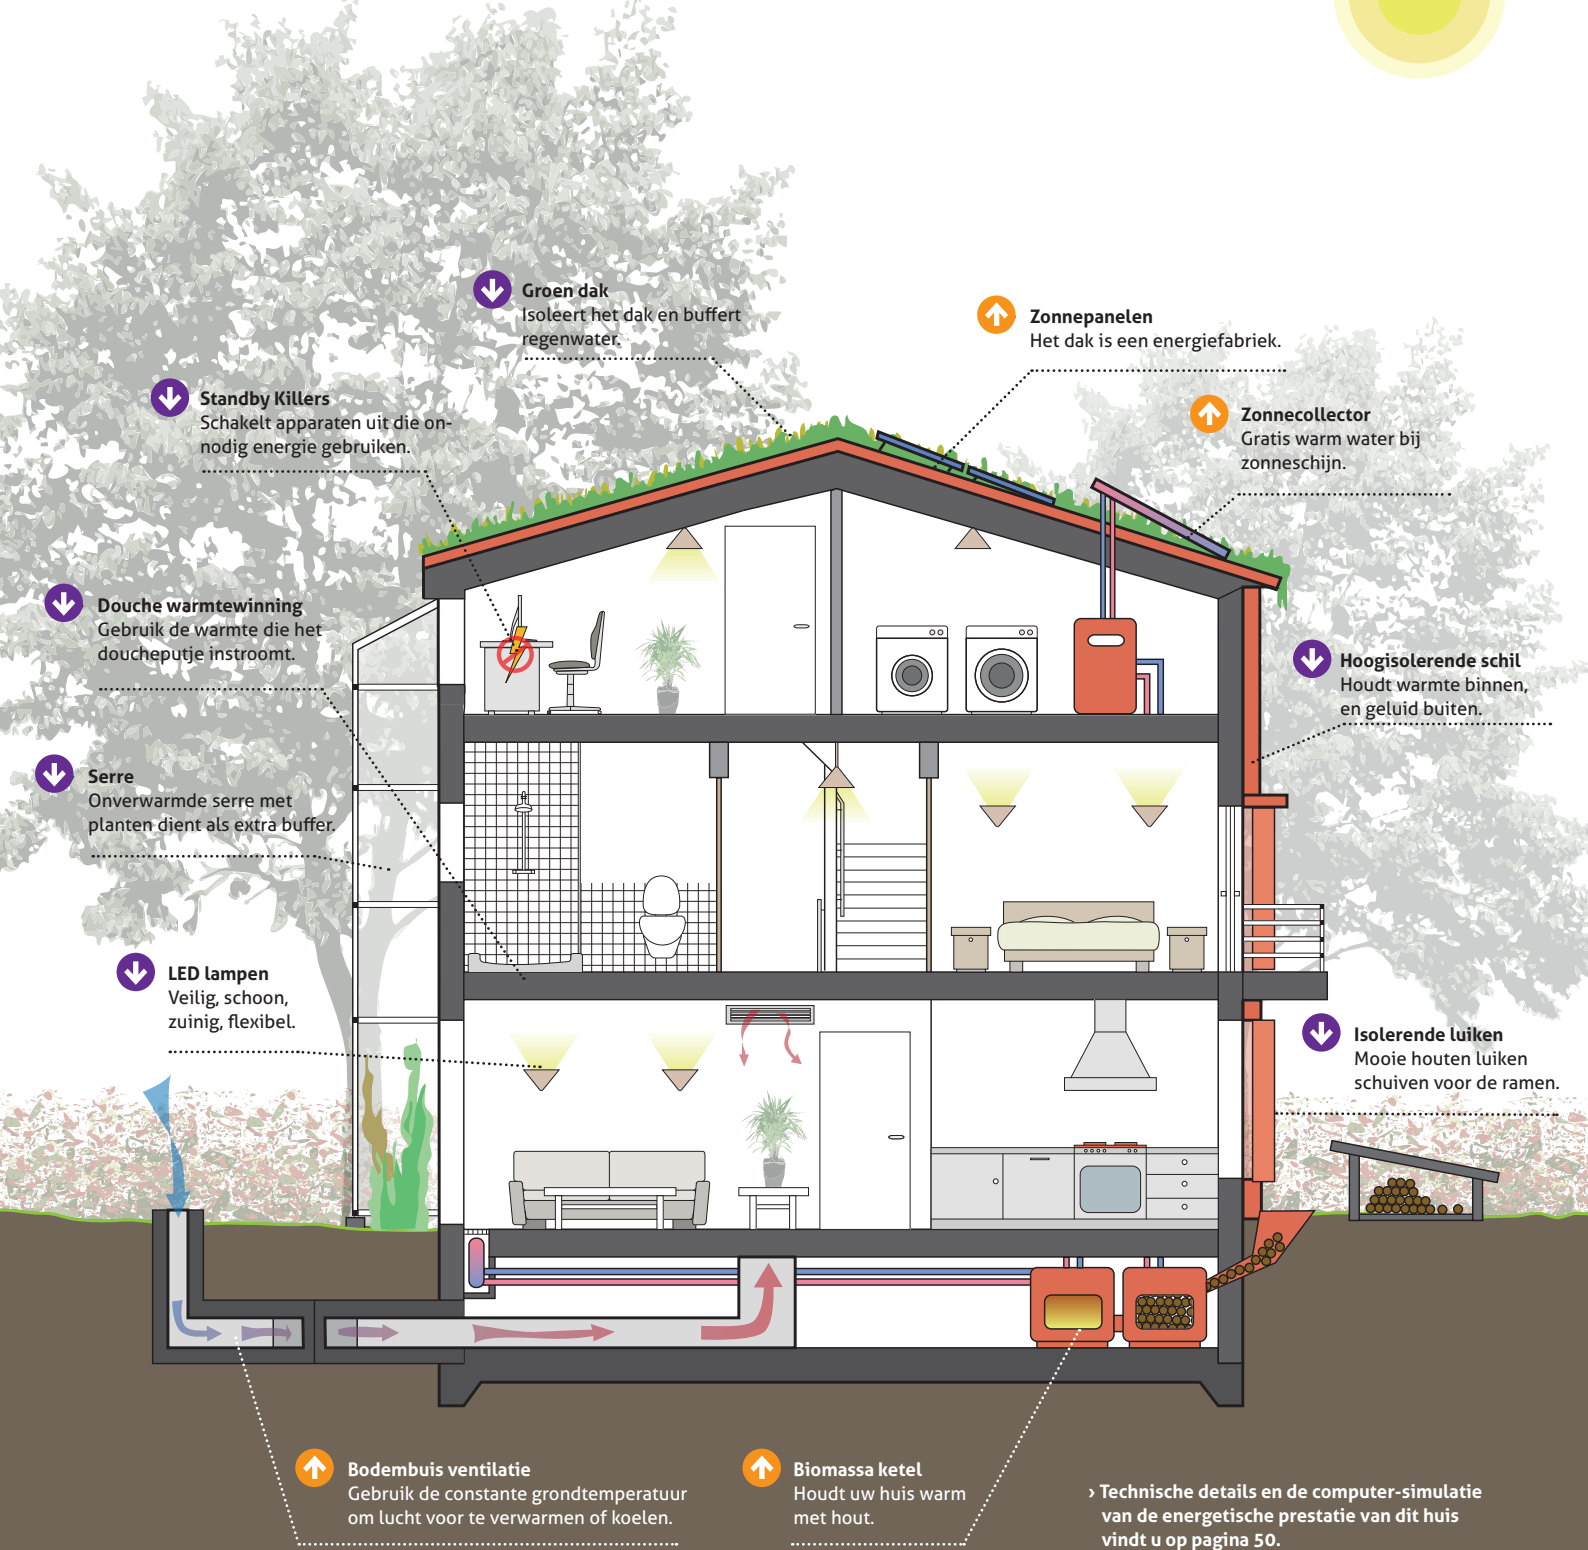 Groen dak
Isoleert het dak en buffert
regenwater.
Zonnepanelen
Het dak is een energiefabriek.
Standby Killers
Schakelt apparaten uit die on-
nodig energie gebruiken.
Zonnecollector
Gratis warm water bij
zonneschijn.
Douche warmtewinning
Gebruik de warmte die het
doucheputje instroomt.
Hoogisolerende schil
Houdt warmte binnen,
en geluid buiten.
Serre
Onverwarmde serre met
planten dient als extra buffer.
LED lampen
Veilig, schoon,
zuinig, flexibel.
Isolerende luiken
Mooie houten luiken
schuiven voor de ramen.
Bodembuis ventilatie
Gebruik de constante grondtemperatuur
om lucht voor te verwarmen of koelen.
Biomassa ketel
Houdt uw huis warm
met hout.
› Technische details en de computer-simulatie
van de energetische prestatie van dit huis
vindt u op pagina 50.